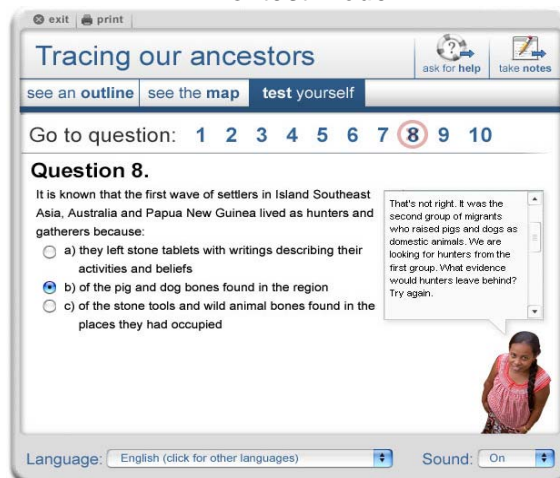 exit print
Tracing our ancestors
ask for help take notes
see an outline see the map test yourself
Go to question: 1 2 3 4 5 6 7 8 9 10
Question 8.
It is known that the first wave of settlers in Island Southeast
Asia, Australia and Papua New Guinea lived as hunters and
gatherers because:
a) they left stone tablets with writings describing their
activities and beliefs
b) of the pig and dog bones found in the region
c) of the stone tools and wild animal bones found in the
places they had occupied
That's not right. It was the
second group of migrants
who raised pigs and dogs as
domestic animals. We are
looking for hunters from the
first group. What evidence
would hunters leave behind?
Try again.
Language: English (click for other languages) Sound: On